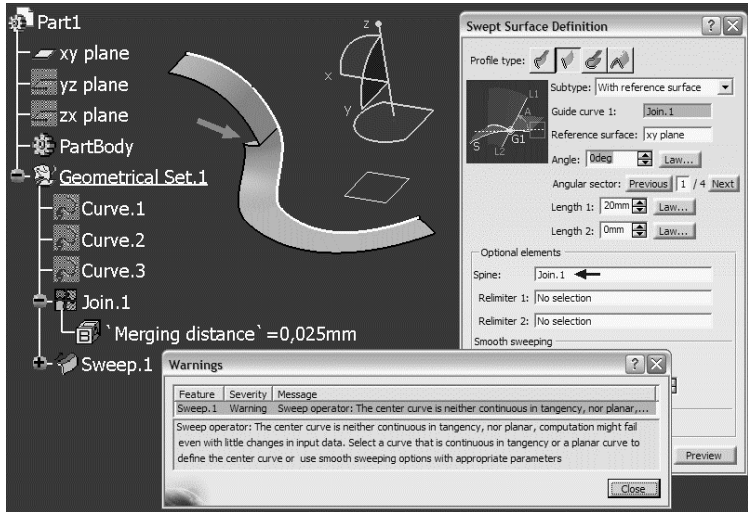 Part1
xy plane
yz plane
zx plane
PartBody
Geometrical Set.1
Curve.1
Curve.2
Curve.3
Join.1
`Merging distance`=0,025mm
Sweep.1
z
x
y
Swept Surface Definition
Profile type:
Subtype: With reference surface
L1
A
G1
S
L2
Guide curve 1: Join.1
Reference surface: xy plane
Angle: 0deg Law...
Angular sector: Previous 1 / 4 Next
Length 1: 20mm Law...
Length 2: 0mm Law...
Optional elements
Spine: Join.1
Relimiter 1: No selection
Relimiter 2: No selection
Smooth sweeping
Preview
Warnings
Feature Severity Message
Sweep.1 Warning Sweep operator: The center curve is neither continuous in tangency, nor planar,...
Sweep operator: The center curve is neither continuous in tangency, nor planar, computation might fail
even with little changes in input data. Select a curve that is continuous in tangency or a planar curve to
define the center curve or use smooth sweeping options with appropriate parameters
Close